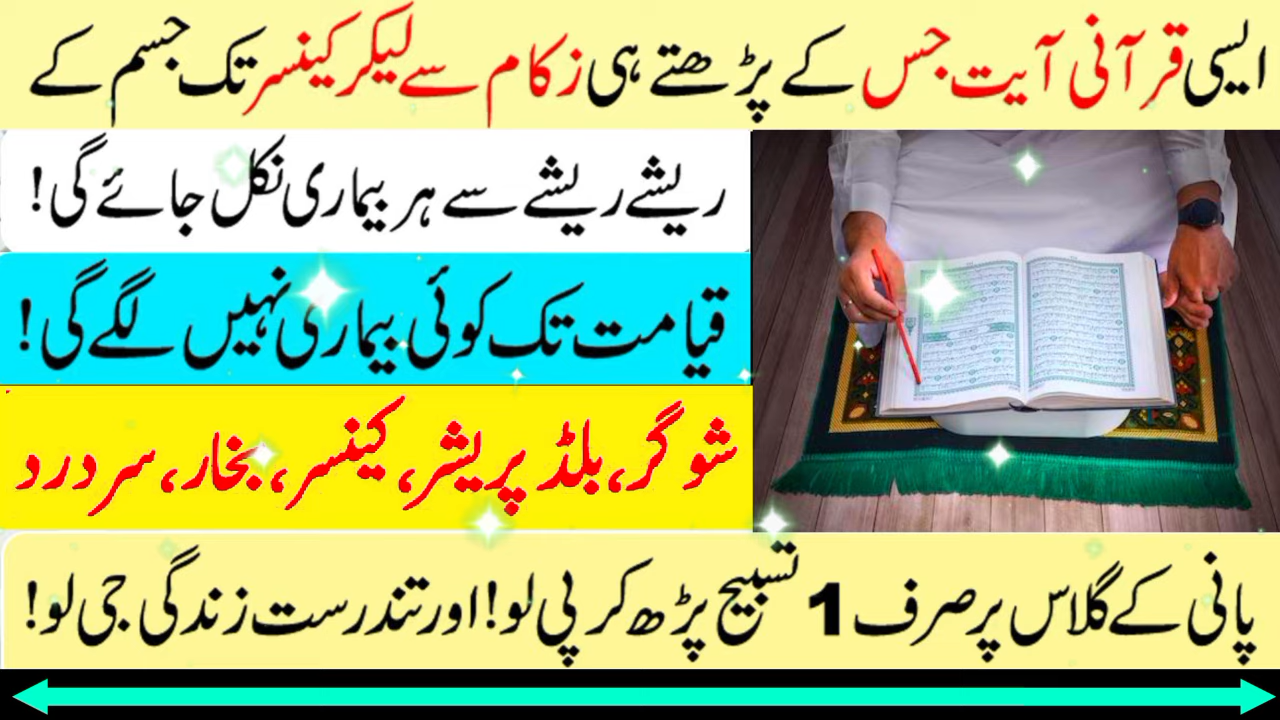 ایسی قرآنی آیت جس کے پڑھتے ہی زکام سے لیکر کینسر تک جسم کے
ریشے ریشے سے ہر بیماری نکل جائے گی!
قیامت تک کوئی بیماری نہیں لگے گی!
شوگر، بلڈ پریشر، کینسر، بخار، سر درد
پانی کے گلاس پر صرف 1 تسبیح پڑھ کر پی لو! اور تندرست زندگی جی لو!